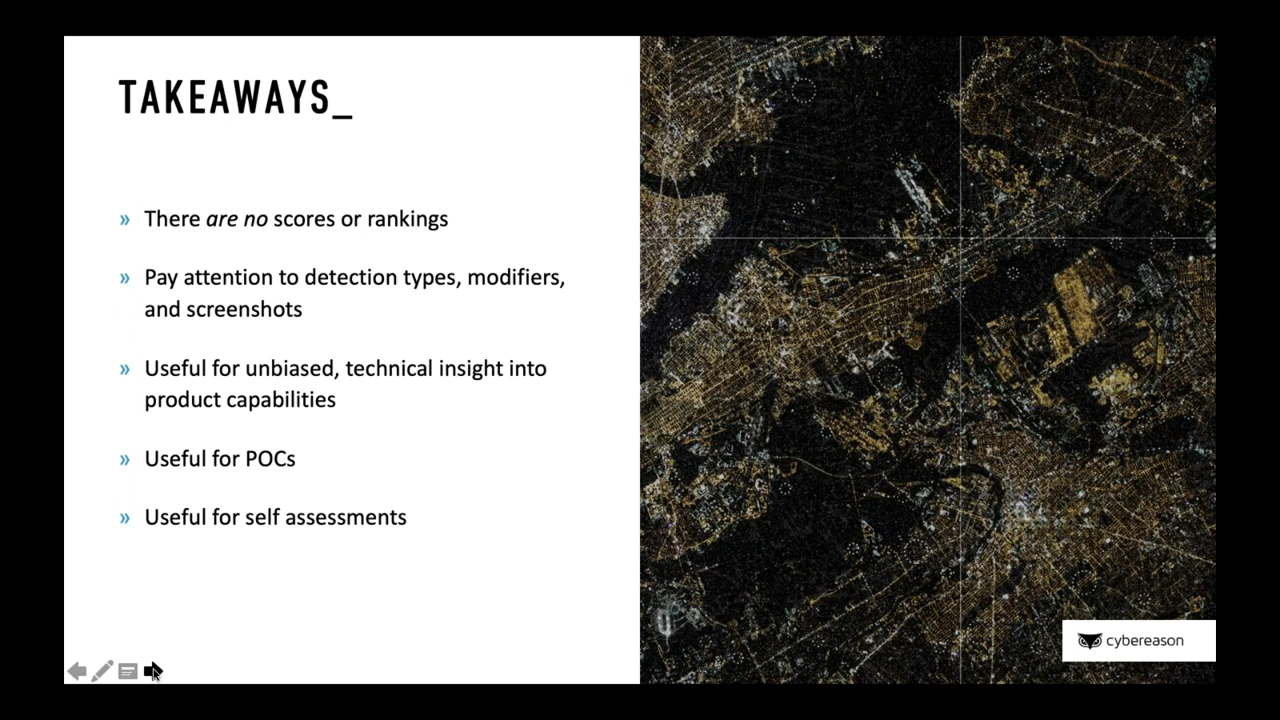 TAKEAWAYS_
» There are no scores or rankings
» Pay attention to detection types, modifiers,
and screenshots
» Useful for unbiased, technical insight into
product capabilities
» Useful for POCs
» Useful for self assessments
cybereason